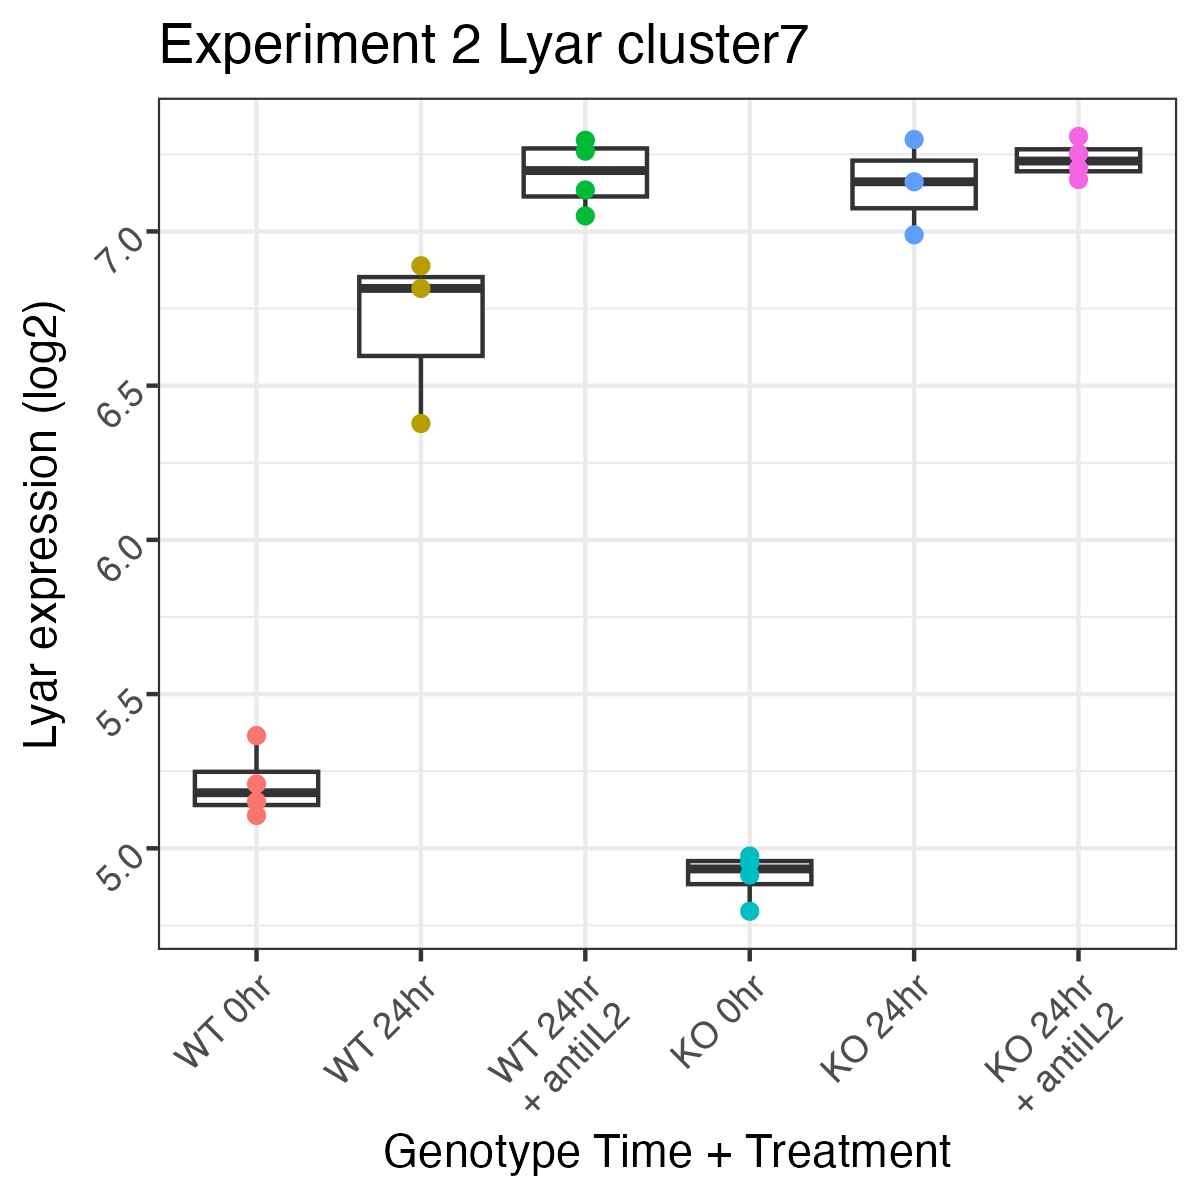 Experiment 2 Lyar cluster7
Lyar expression (log2)
7.0
6.5
6.0
5.5
5.0
WT 0hr
WT 24hr
WT 24hr
+ antiIL2
KO 0hr
KO 24hr
KO 24hr
+ antiIL2
Genotype Time + Treatment